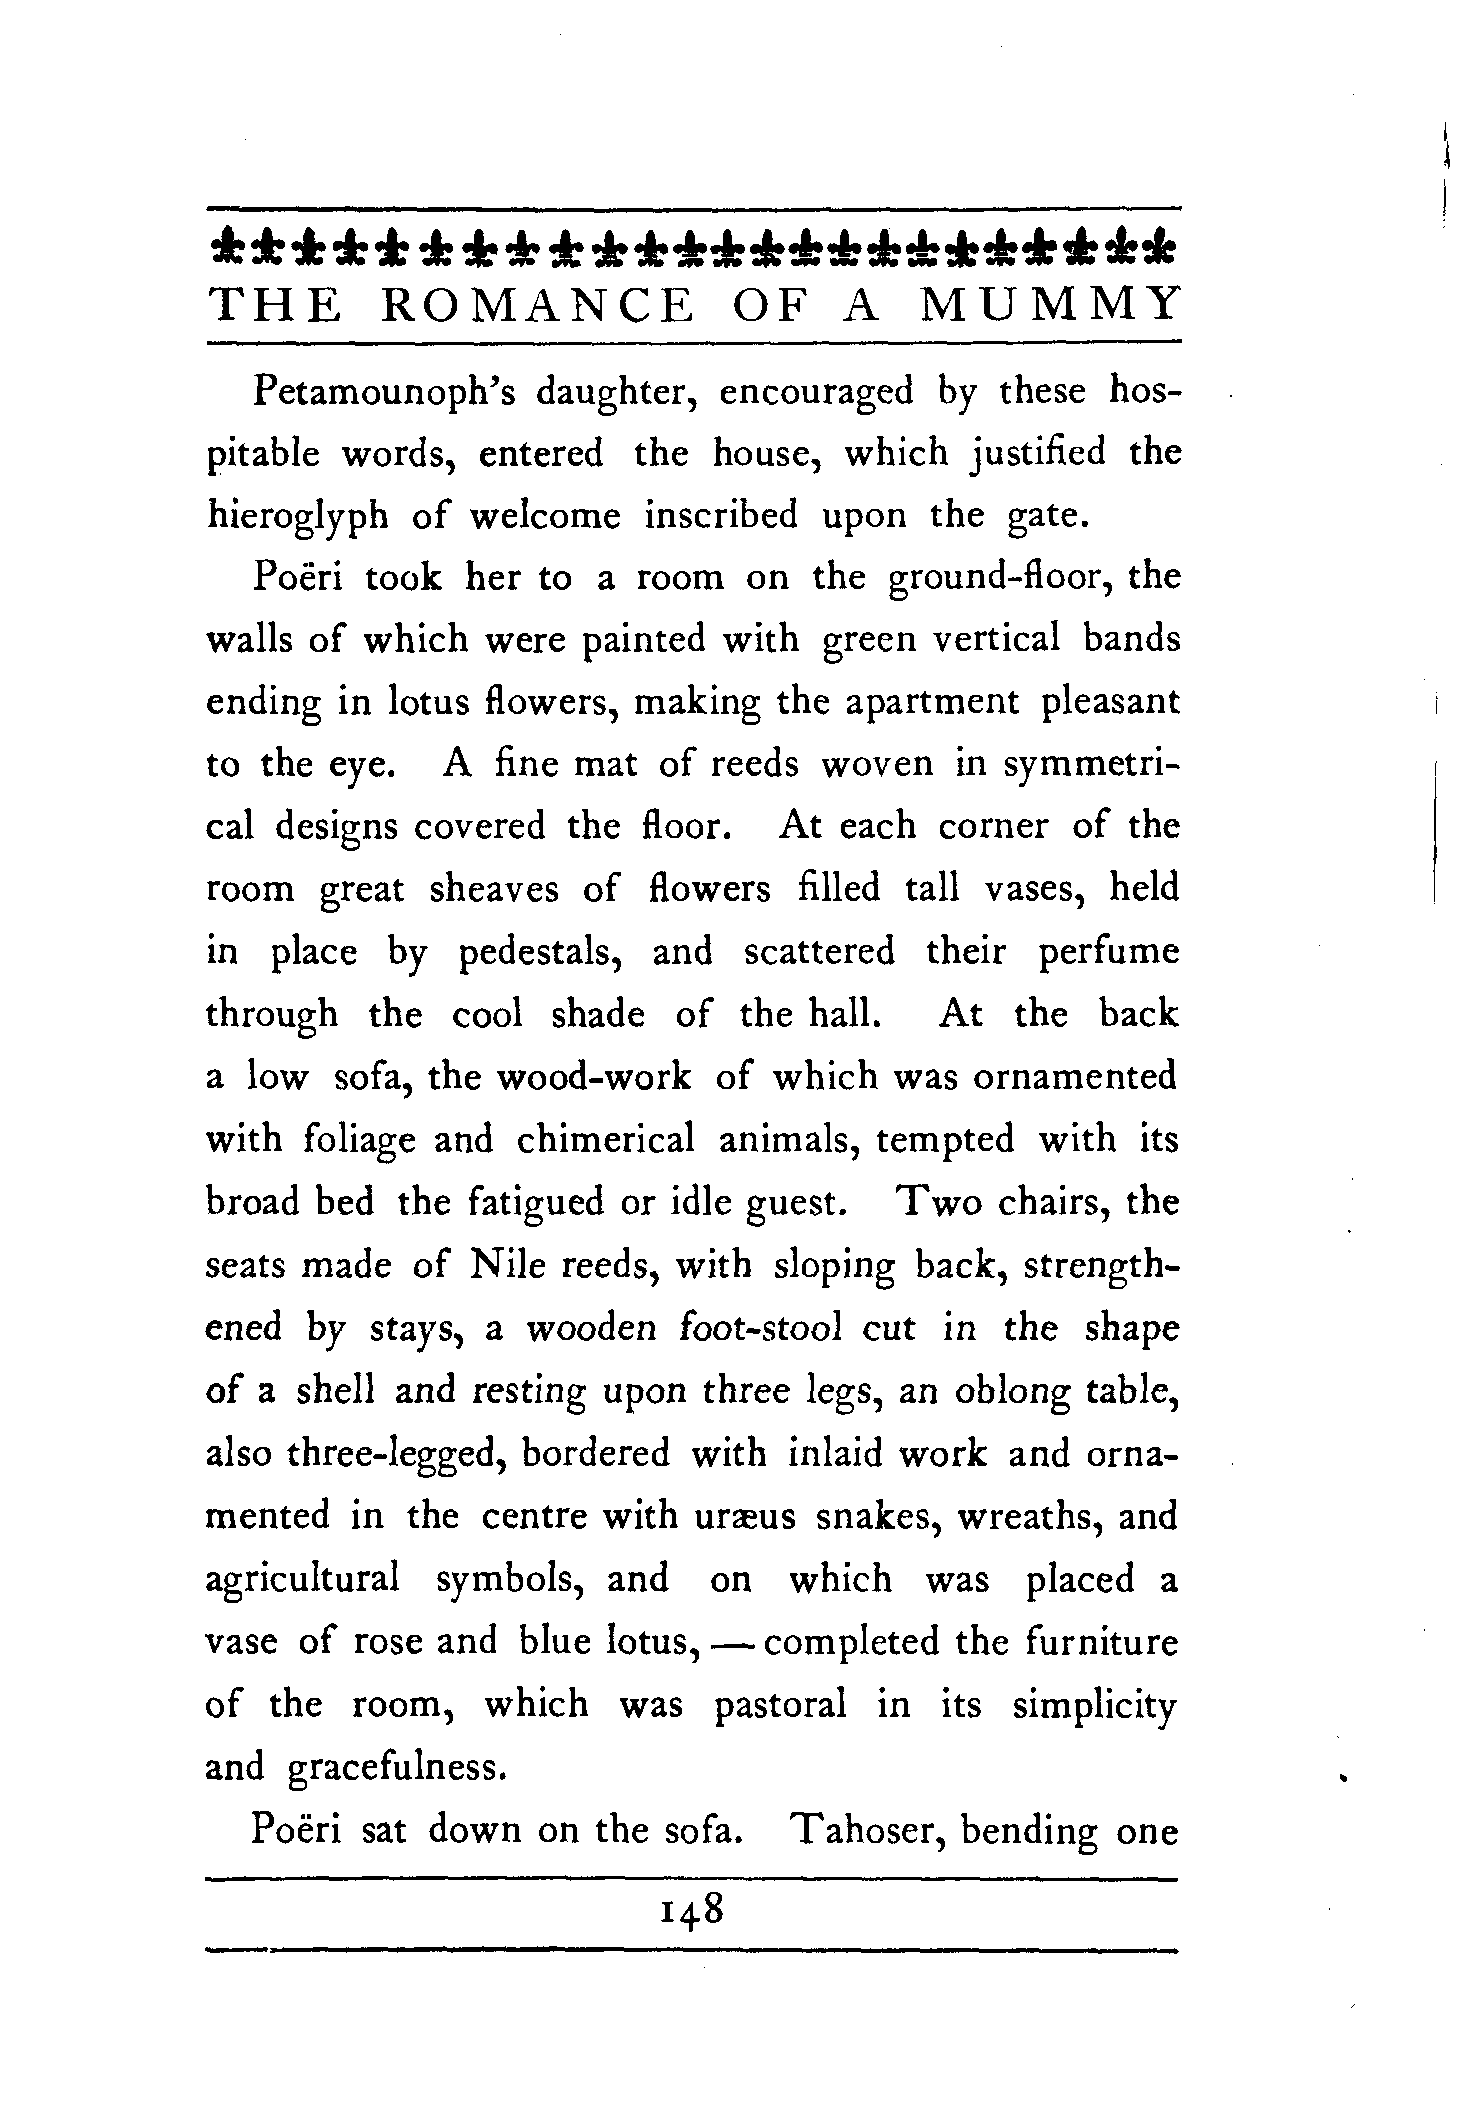 THE ROMANCE OF A MUMMY
Petamounoph's daughter, encouraged by these hos-
pitable words, entered the house, which justified the
hieroglyph of welcome inscribed upon the gate.
Poëri took her to a room on the ground-floor, the
walls of which were painted with green vertical bands
ending in lotus flowers, making the apartment pleasant
to the eye. A fine mat of reeds woven in symmetri-
cal designs covered the floor. At each corner of the
room great sheaves of flowers filled tall vases, held
in place by pedestals, and scattered their perfume
through the cool shade of the hall. At the back
a low sofa, the wood-work of which was ornamented
with foliage and chimerical animals, tempted with its
broad bed the fatigued or idle guest. Two chairs, the
seats made of Nile reeds, with sloping back, strength-
ened by stays, a wooden foot-stool cut in the shape
of a shell and resting upon three legs, an oblong table,
also three-legged, bordered with inlaid work and orna-
mented in the centre with uræus snakes, wreaths, and
agricultural symbols, and on which was placed a
vase of rose and blue lotus, — completed the furniture
of the room, which was pastoral in its simplicity
and gracefulness.
Poëri sat down on the sofa. Tahoser, bending one
148